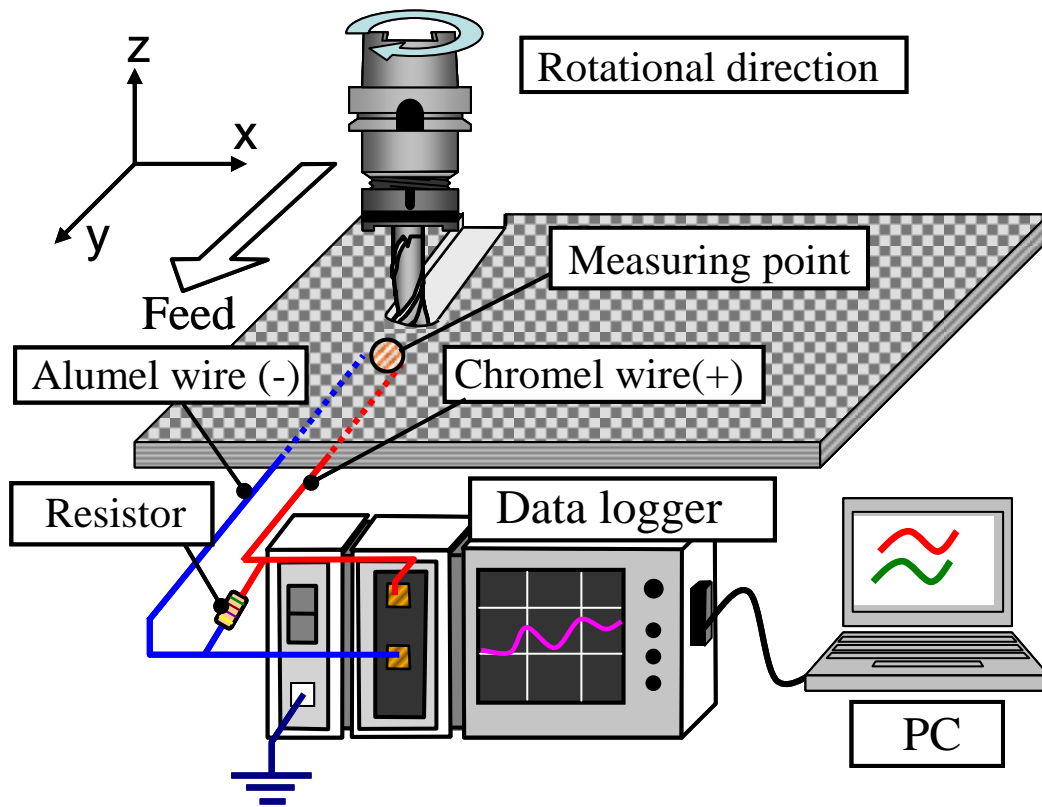 z
Rotational direction
x
y
Measuring point
Feed
Alumel wire (-)
Chromel wire(+)
Resistor
Data logger
PC